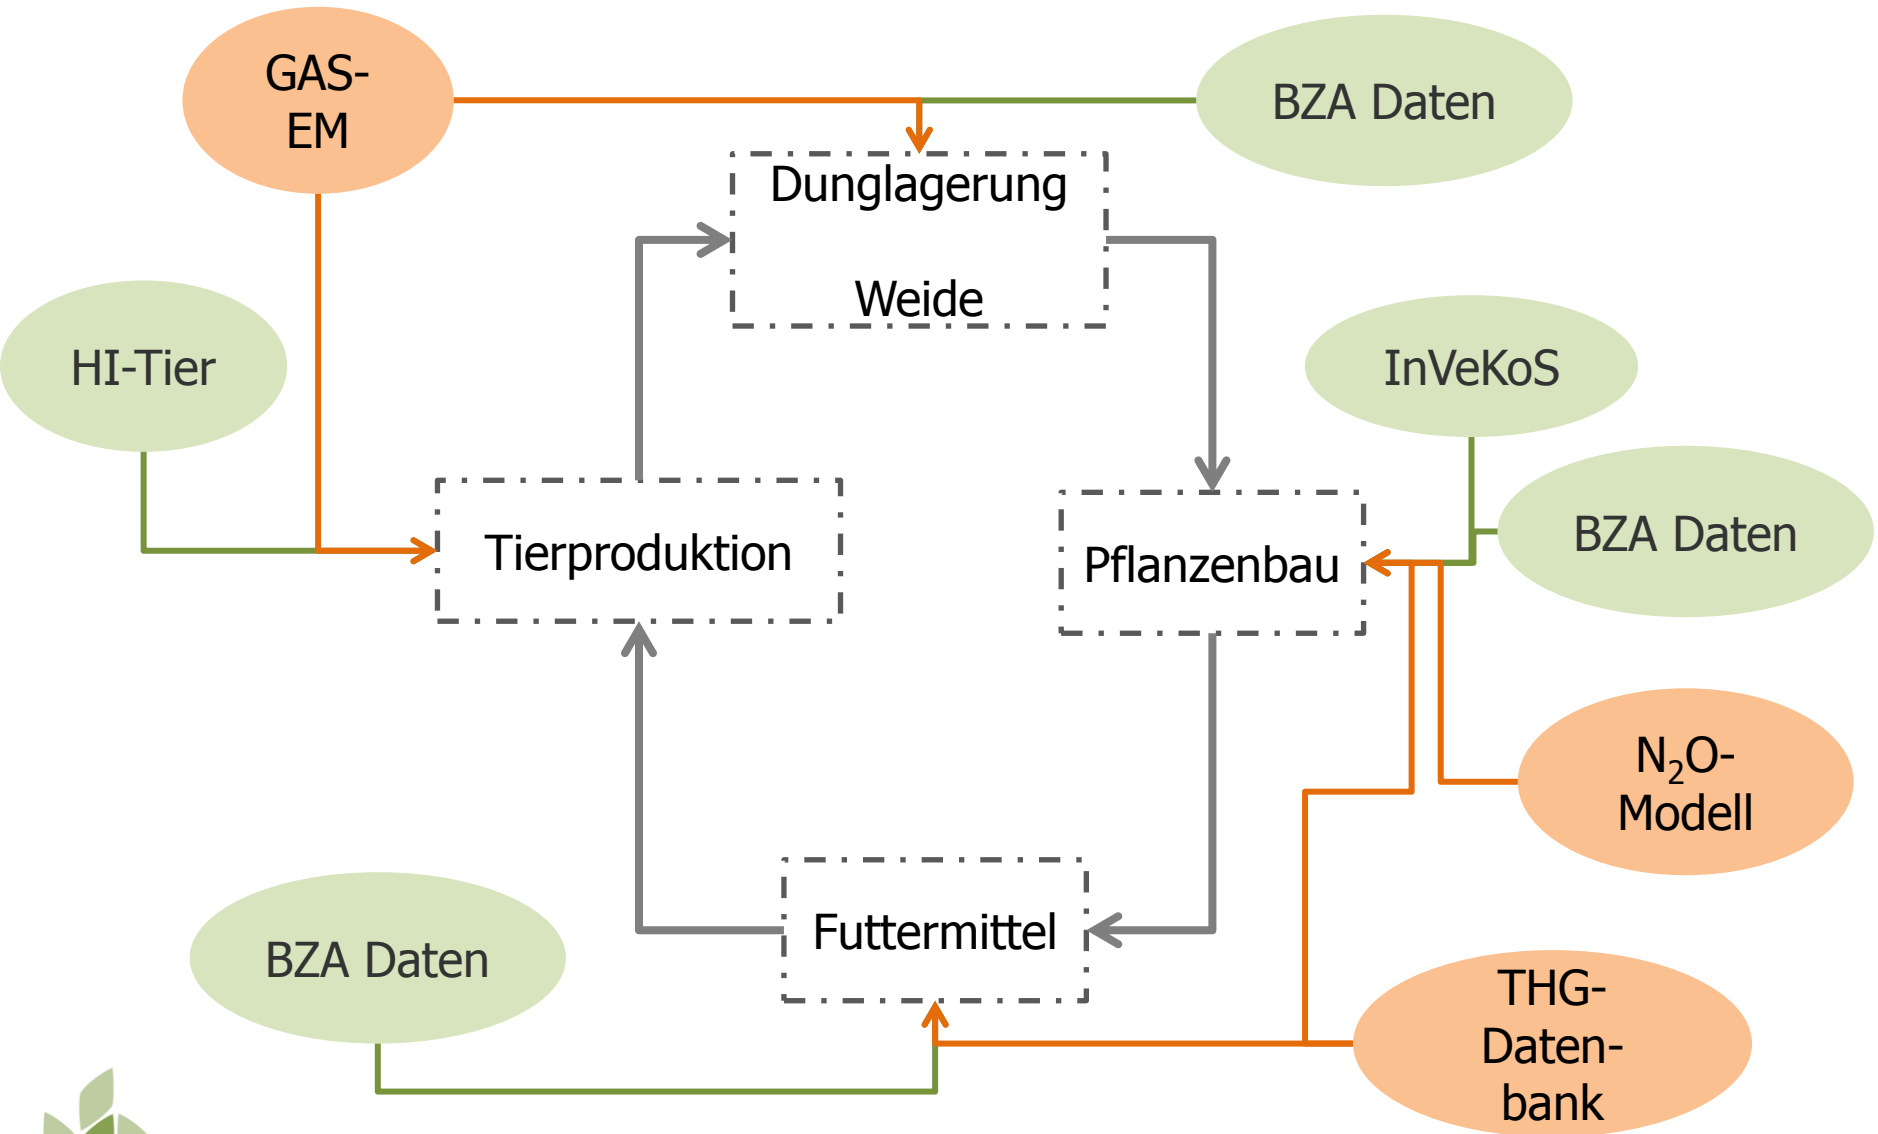 GAS-
EM
BZA Daten
Dunglagerung
Weide
HI-Tier
InVeKoS
BZA Daten
Tierproduktion
Pflanzenbau
N₂O-
Modell
Futtermittel
BZA Daten
THG-
Daten-
bank